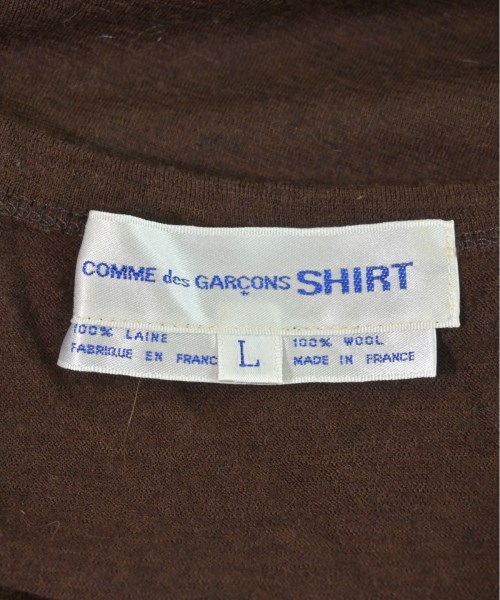 COMME des GARÇONS SHIRT
100% LAINE
FABRIQUE EN FRANC
L
100% WOOL
MADE IN FRANCE